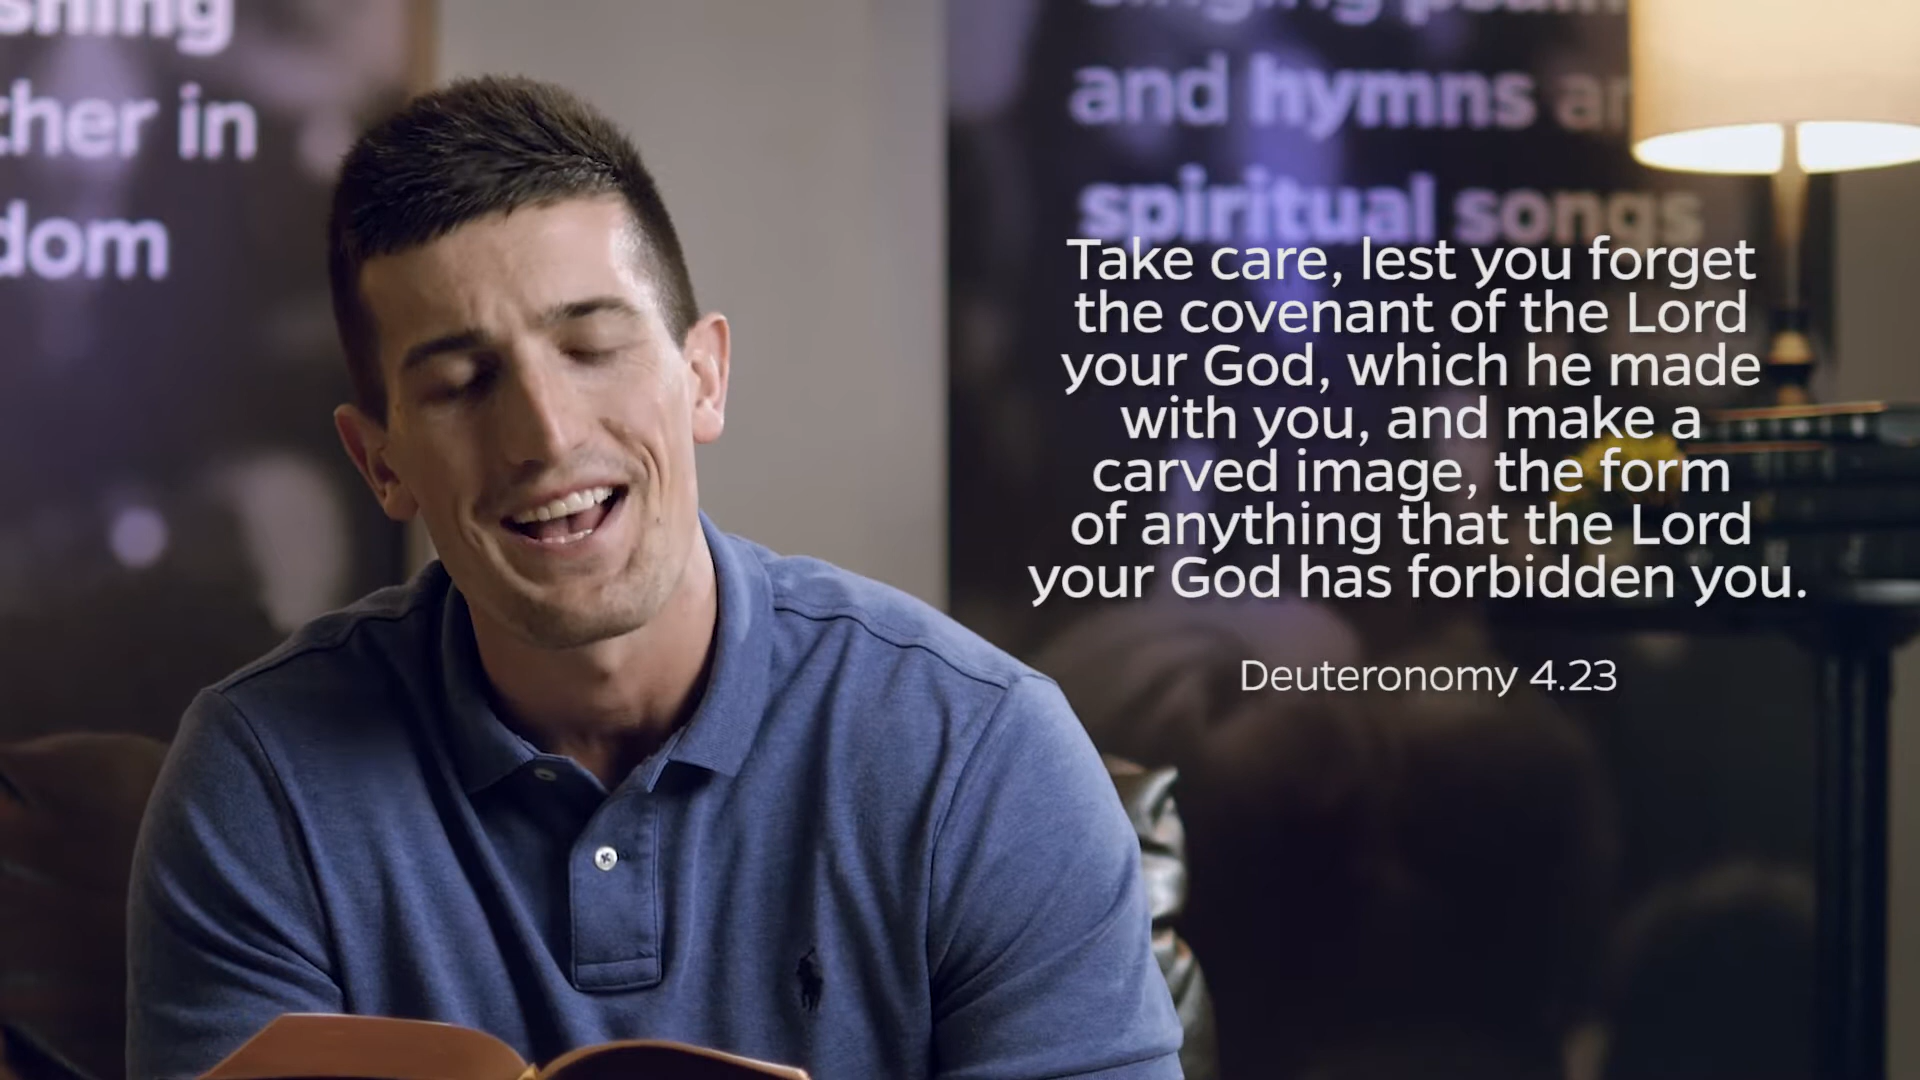 ther in
and hymns
spiritual songs
Take care, lest you forget
the covenant of the Lord
your God, which he made
with you, and make a
carved image, the form
of anything that the Lord
your God has forbidden you.
Deuteronomy 4.23